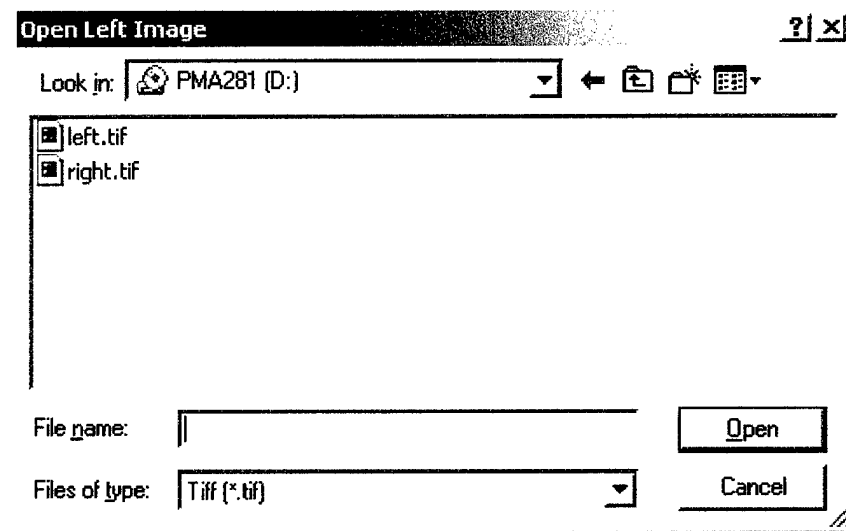 Open Left Image ? ×
Look in: PMA281 (D:)
left.tif
right.tif
File name: Open
Files of type: Tiff (*.tif) Cancel